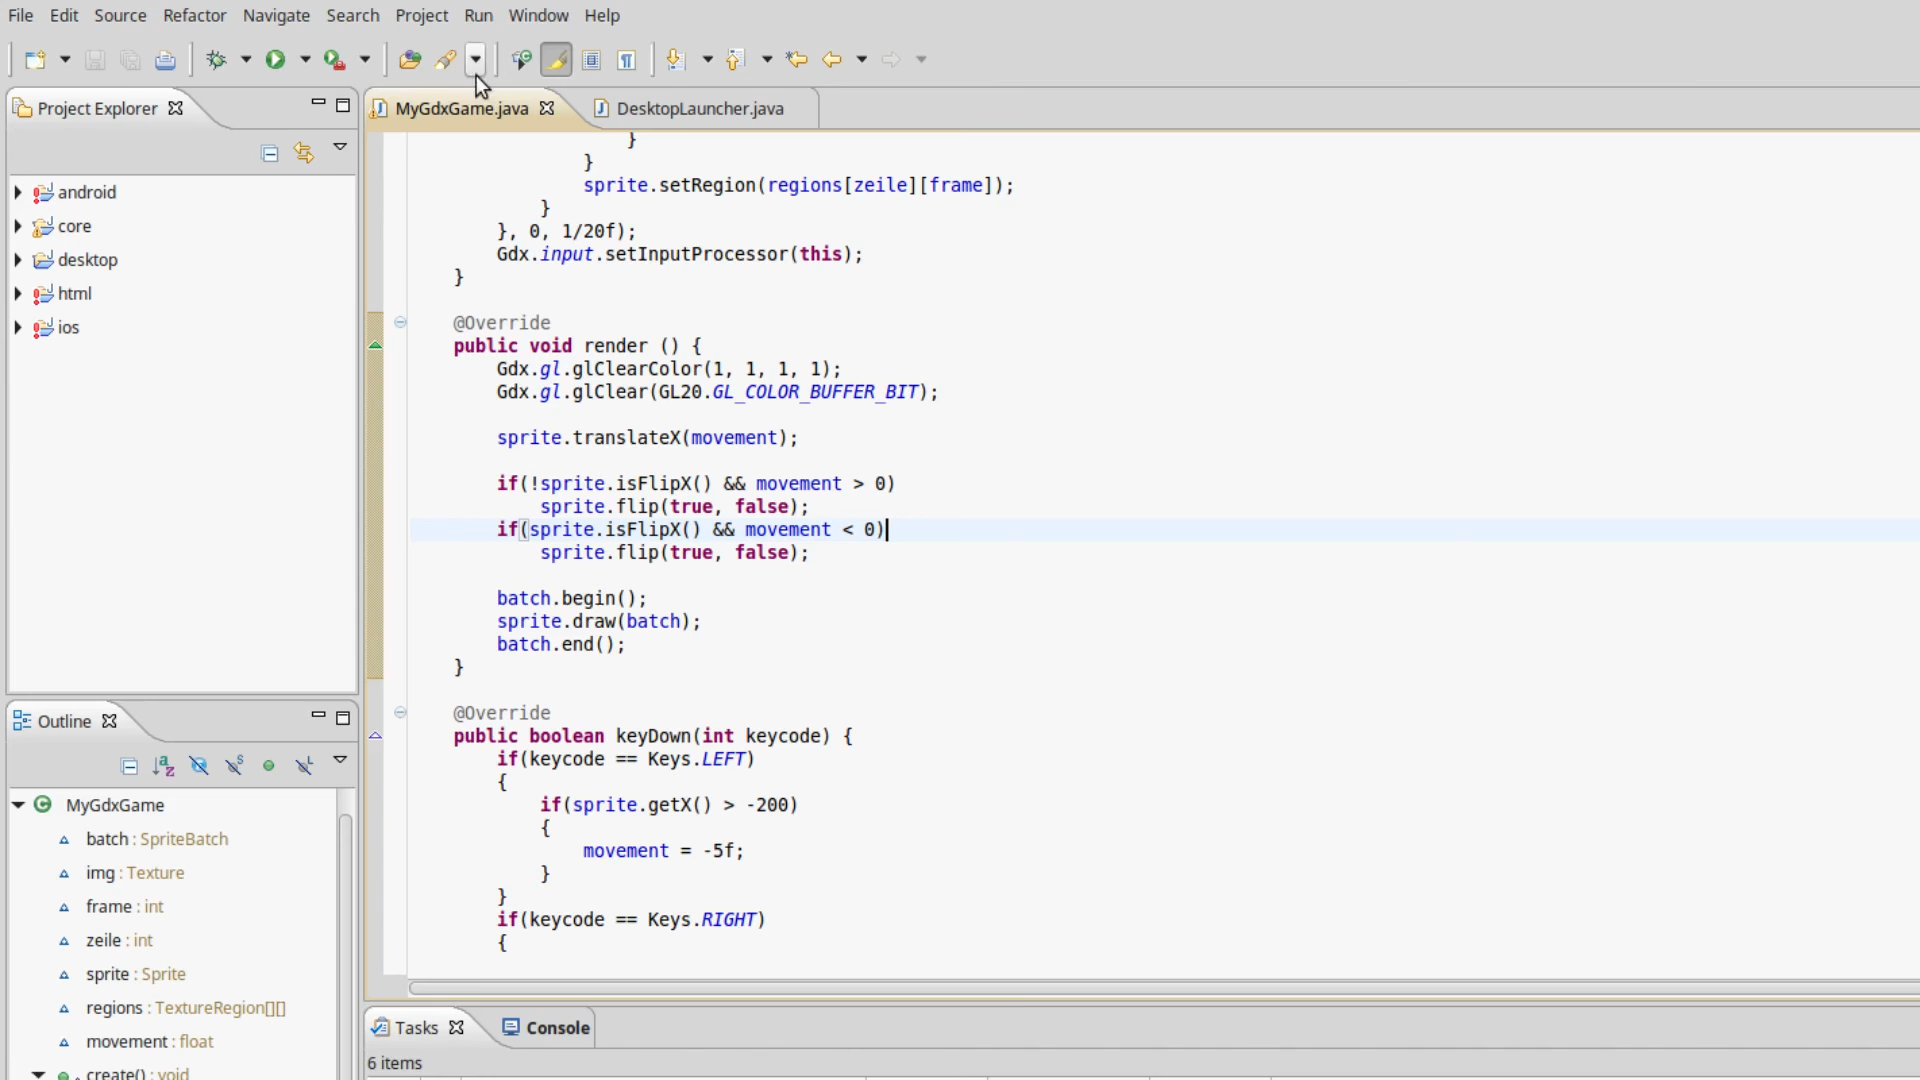 File Edit Source Refactor Navigate Search Project Run Window Help
Project Explorer
MyGdxGame.java
DesktopLauncher.java
android
core
desktop
html
ios
}
}
sprite.setRegion(regions[zeile][frame]);
}
}, 0, 1/20f);
Gdx.input.setInputProcessor(this);
}
@Override
public void render () {
Gdx.gl.glClearColor(1, 1, 1, 1);
Gdx.gl.glClear(GL20.GL_COLOR_BUFFER_BIT);
sprite.translateX(movement);
if(!sprite.isFlipX() && movement > 0)
sprite.flip(true, false);
if(sprite.isFlipX() && movement < 0)
sprite.flip(true, false);
batch.begin();
sprite.draw(batch);
batch.end();
}
@Override
public boolean keyDown(int keycode) {
if(keycode == Keys.LEFT)
{
if(sprite.getX() > -200)
{
movement = -5f;
}
}
if(keycode == Keys.RIGHT)
{
Outline
MyGdxGame
batch : SpriteBatch
img : Texture
frame : int
zeile : int
sprite : Sprite
regions : TextureRegion[][]
movement : float
create() : void
Tasks
Console
6 items